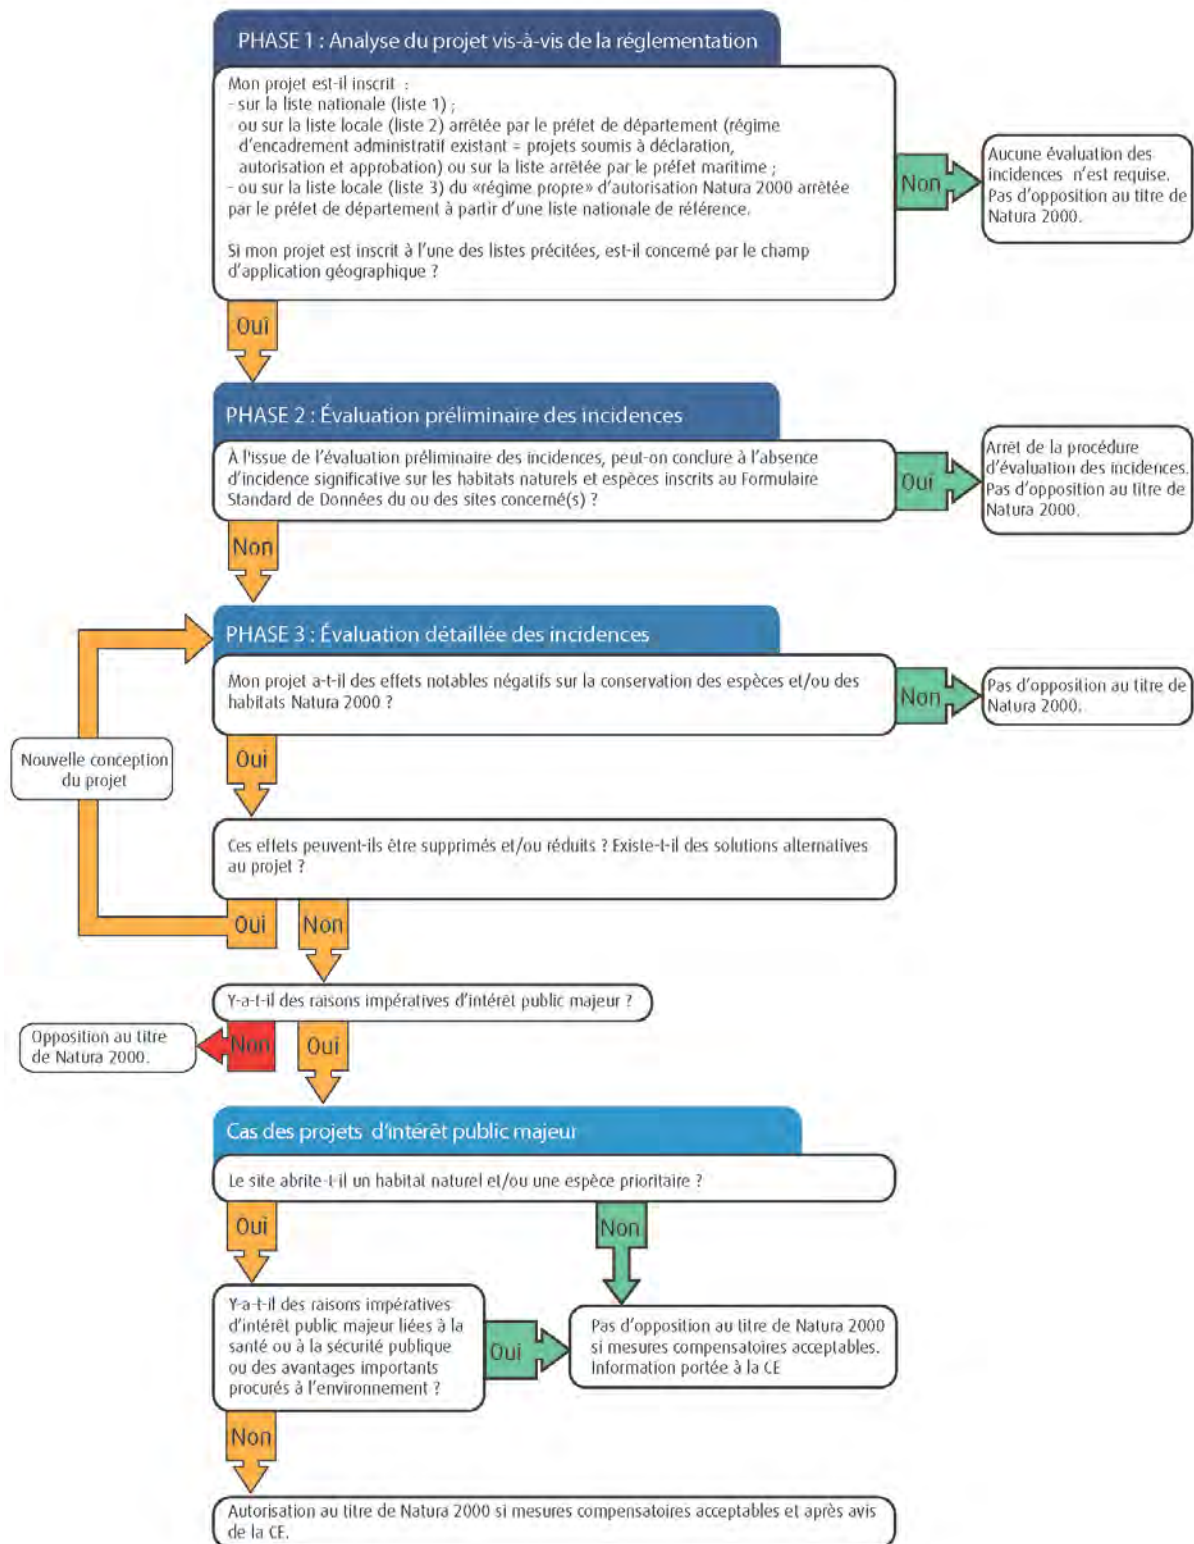 PHASE 1 : Analyse du projet vis-à-vis de la réglementation
Mon projet est-il inscrit :
- sur la liste nationale (liste 1) ;
- ou sur la liste locale (liste 2) arrêtée par le préfet de département (régime
d'encadrement administratif existant = projets soumis à déclaration,
autorisation et approbation) ou sur la liste arrêtée par le préfet maritime ;
- ou sur la liste locale (liste 3) du «régime propre» d'autorisation Natura 2000 arrêtée
par le préfet de département à partir d'une liste nationale de référence.
Si mon projet est inscrit à l'une des listes précitées, est-il concerné par le champ
d'application géographique ?
Non
Aucune évaluation des
incidences n'est requise.
Pas d'opposition au titre de
Natura 2000.
Oui
PHASE 2 : Évaluation préliminaire des incidences
À l'issue de l'évaluation préliminaire des incidences, peut-on conclure à l'absence
d'incidence significative sur les habitats naturels et espèces inscrits au Formulaire
Standard de Données du ou des sites concerné(s) ?
Oui
Arrêt de la procédure
d'évaluation des incidences.
Pas d'opposition au titre de
Natura 2000.
Non
PHASE 3 : Évaluation détaillée des incidences
Mon projet a-t-il des effets notables négatifs sur la conservation des espèces et/ou des
habitats Natura 2000 ?
Non
Pas d'opposition au titre de
Natura 2000.
Oui
Nouvelle conception
du projet
Ces effets peuvent-ils être supprimés et/ou réduits ? Existe-t-il des solutions alternatives
au projet ?
Oui
Non
Y-a-t-il des raisons impératives d'intérêt public majeur ?
Non
Opposition au titre
de Natura 2000.
Oui
Cas des projets d'intérêt public majeur
Le site abrite-t-il un habitat naturel et/ou une espèce prioritaire ?
Oui
Non
Y-a-t-il des raisons impératives
d'intérêt public majeur liées à la
santé ou à la sécurité publique
ou des avantages importants
procurés à l'environnement ?
Oui
Pas d'opposition au titre de Natura 2000
si mesures compensatoires acceptables.
Information portée à la CE
Non
Autorisation au titre de Natura 2000 si mesures compensatoires acceptables et après avis
de la CE.